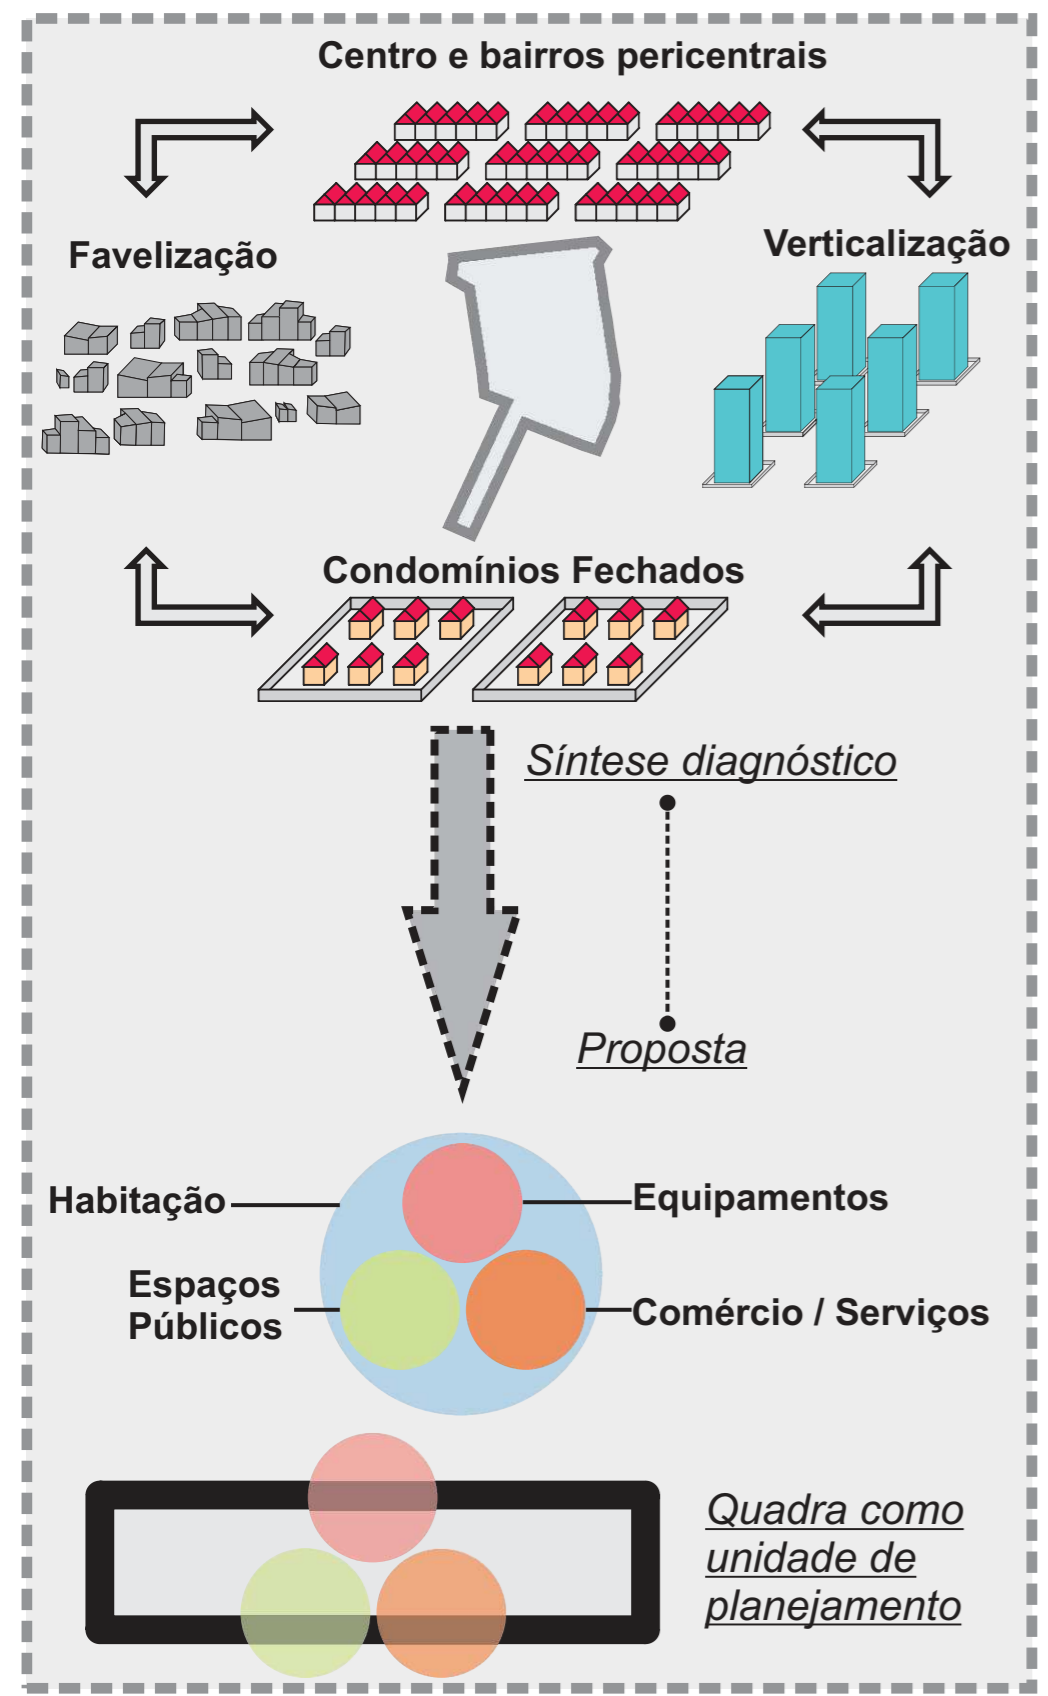 Centro e bairros pericentrais
Favelização
Verticalização
Condomínios Fechados
Síntese diagnóstico
Proposta
Habitação
Equipamentos
Espaços
Públicos
Comércio / Serviços
Quadra como
unidade de
planejamento